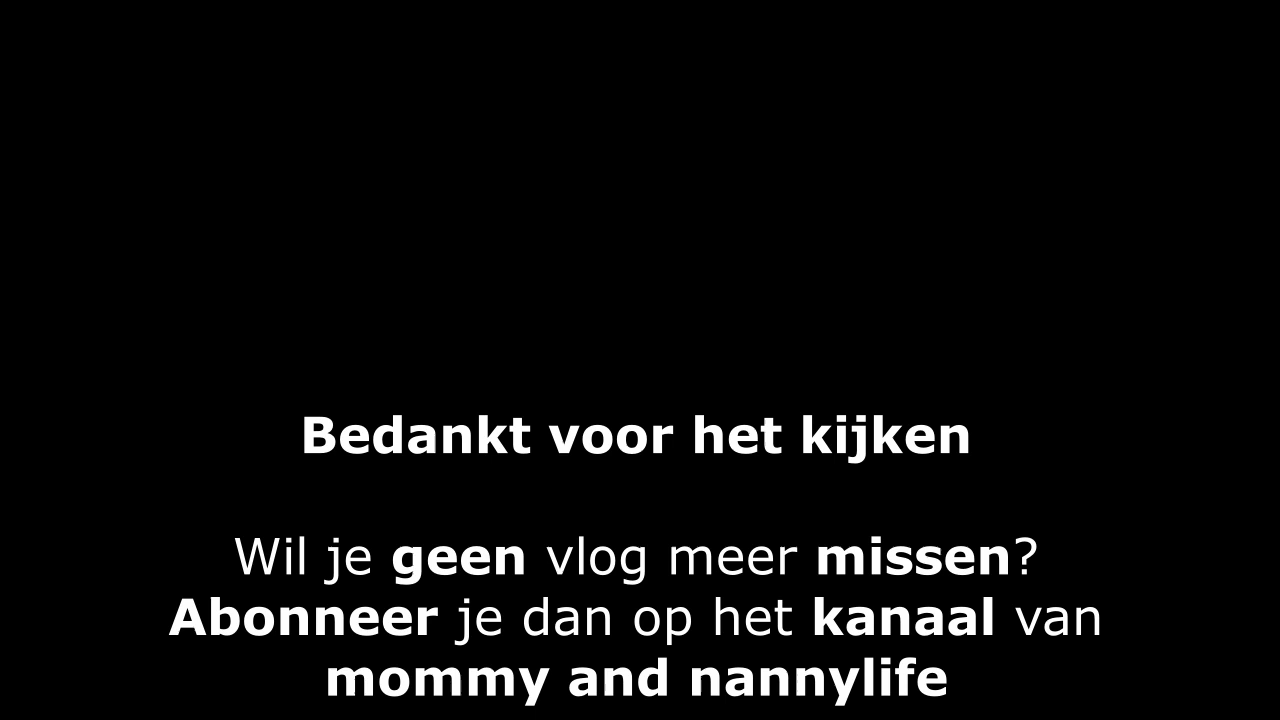 Bedankt voor het kijken
Wil je geen vlog meer missen?
Abonneer je dan op het kanaal van
mommy and nannylife